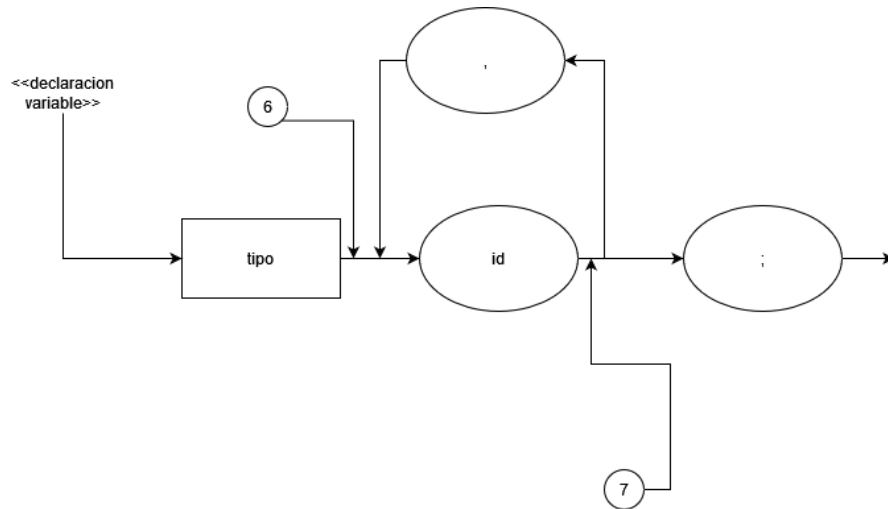 ,
<<declaracion
variable>>
6
tipo
id
;
7